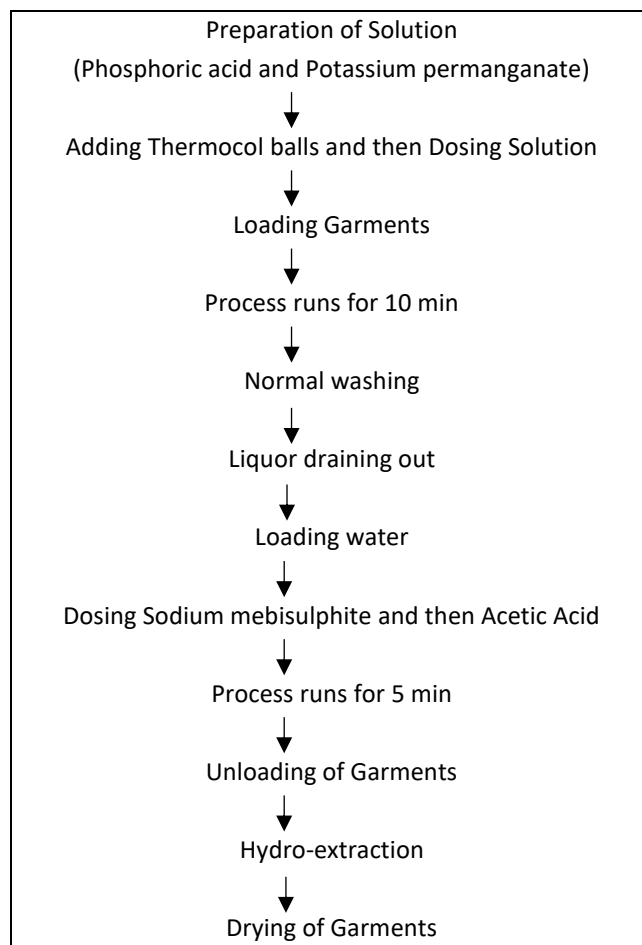 Preparation of Solution
(Phosphoric acid and Potassium permanganate)
Adding Thermocol balls and then Dosing Solution
Loading Garments
Process runs for 10 min
Normal washing
Liquor draining out
Loading water
Dosing Sodium mebisulphite and then Acetic Acid
Process runs for 5 min
Unloading of Garments
Hydro-extraction
Drying of Garments